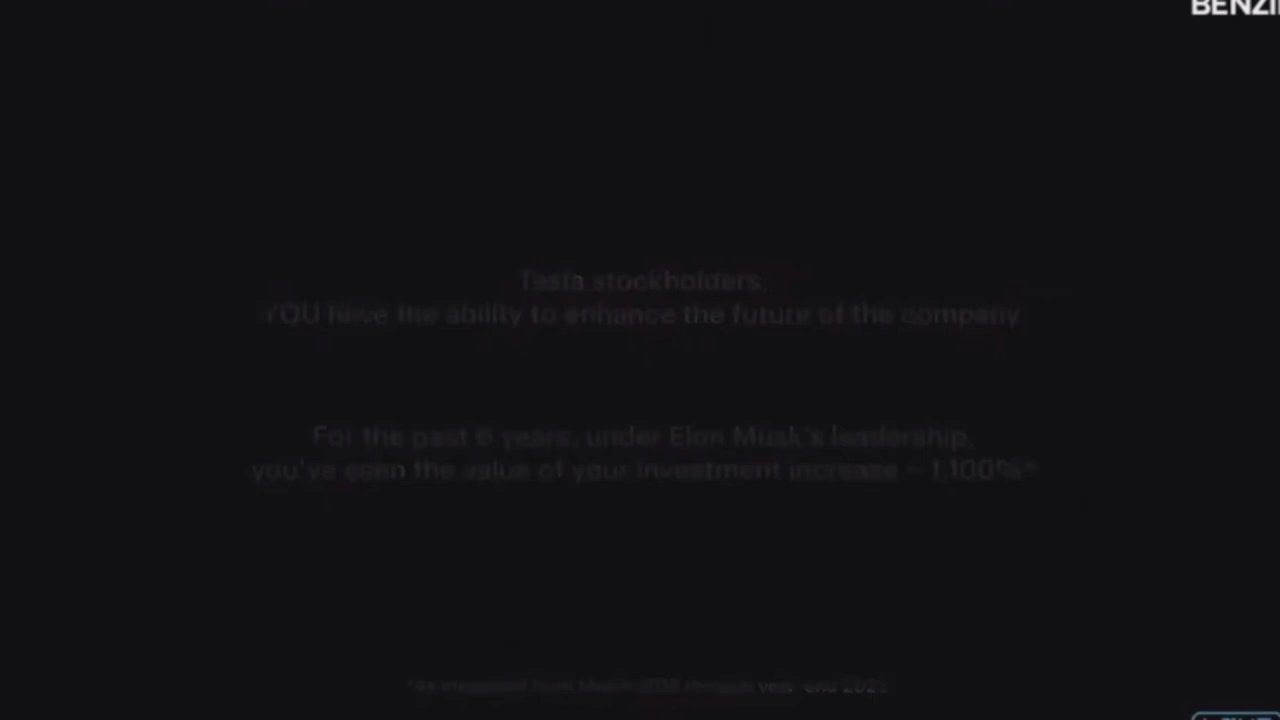 BENZI
Tesla stockholders,
YOU have the ability to enhance the future of the company
For the past 6 years, under Elon Musk's leadership,
you've seen the value of your investment increase ~ 1,100%*